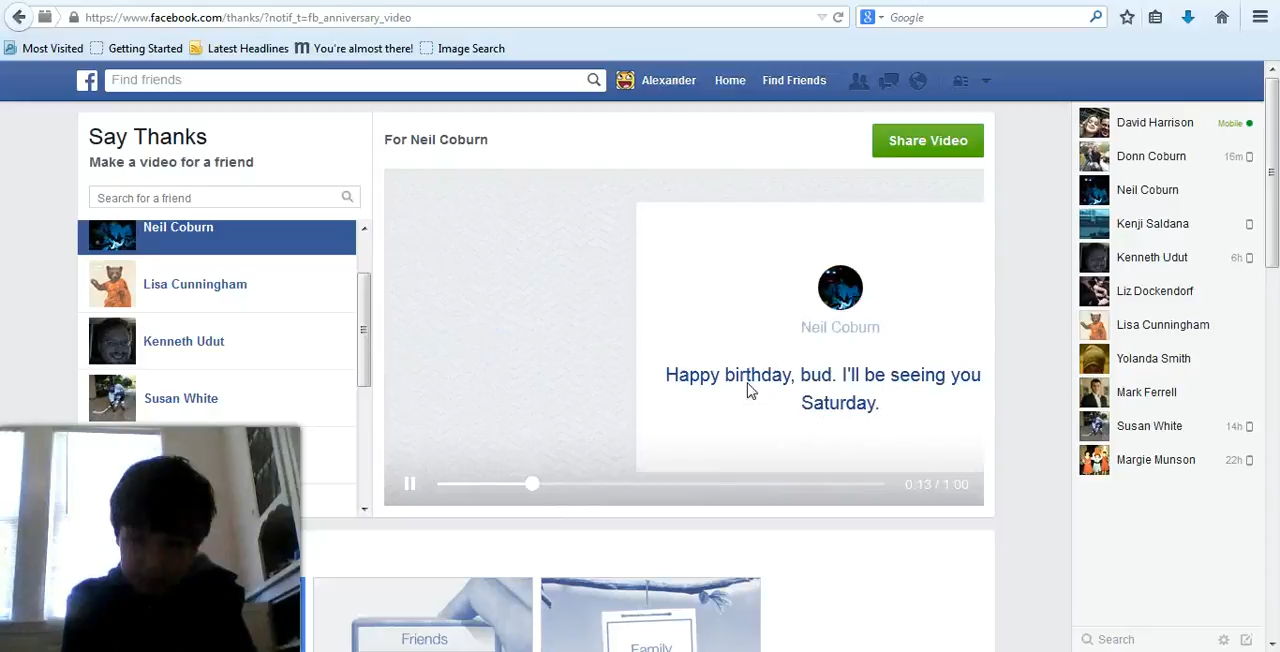 https://www.facebook.com/thanks/?notif_t=fb_anniversary_video
Google
Most Visited
Getting Started
Latest Headlines
You're almost there!
Image Search
Find friends
Alexander
Home
Find Friends
Say Thanks
Make a video for a friend
Search for a friend
Neil Coburn
Lisa Cunningham
Kenneth Udut
Susan White
For Neil Coburn
Share Video
Neil Coburn
Happy birthday, bud. I'll be seeing you
Saturday.
0:13 / 1:00
Friends
Family
David Harrison Mobile
Donn Coburn 16m
Neil Coburn
Kenji Saldana
Kenneth Udut 6h
Liz Dockendorf
Lisa Cunningham
Yolanda Smith
Mark Ferrell
Susan White 14h
Margie Munson 22h
Search